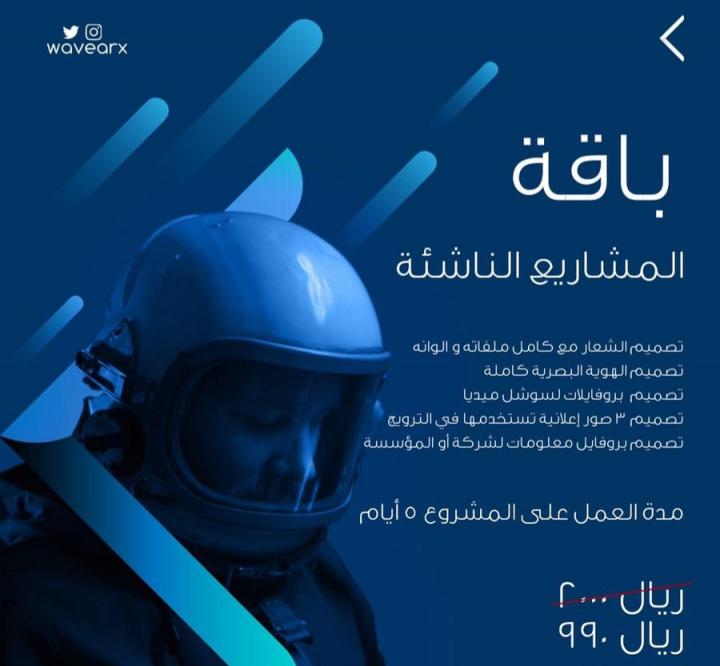 wavearx
باقة
المشاريع الناشئة
تصميم الشعار مع كامل ملفاته و الوانه
تصميم الهوية البصرية كاملة
تصميم بروفايلات لسوشل ميديا
تصميم ٣ صور إعلانية تستخدمها في الترويج
تصميم بروفايل معلومات لشركة أو المؤسسة
مدة العمل على المشروع ٥ أيام
ريال ٢٠٠٠
ريال ٩٩٠